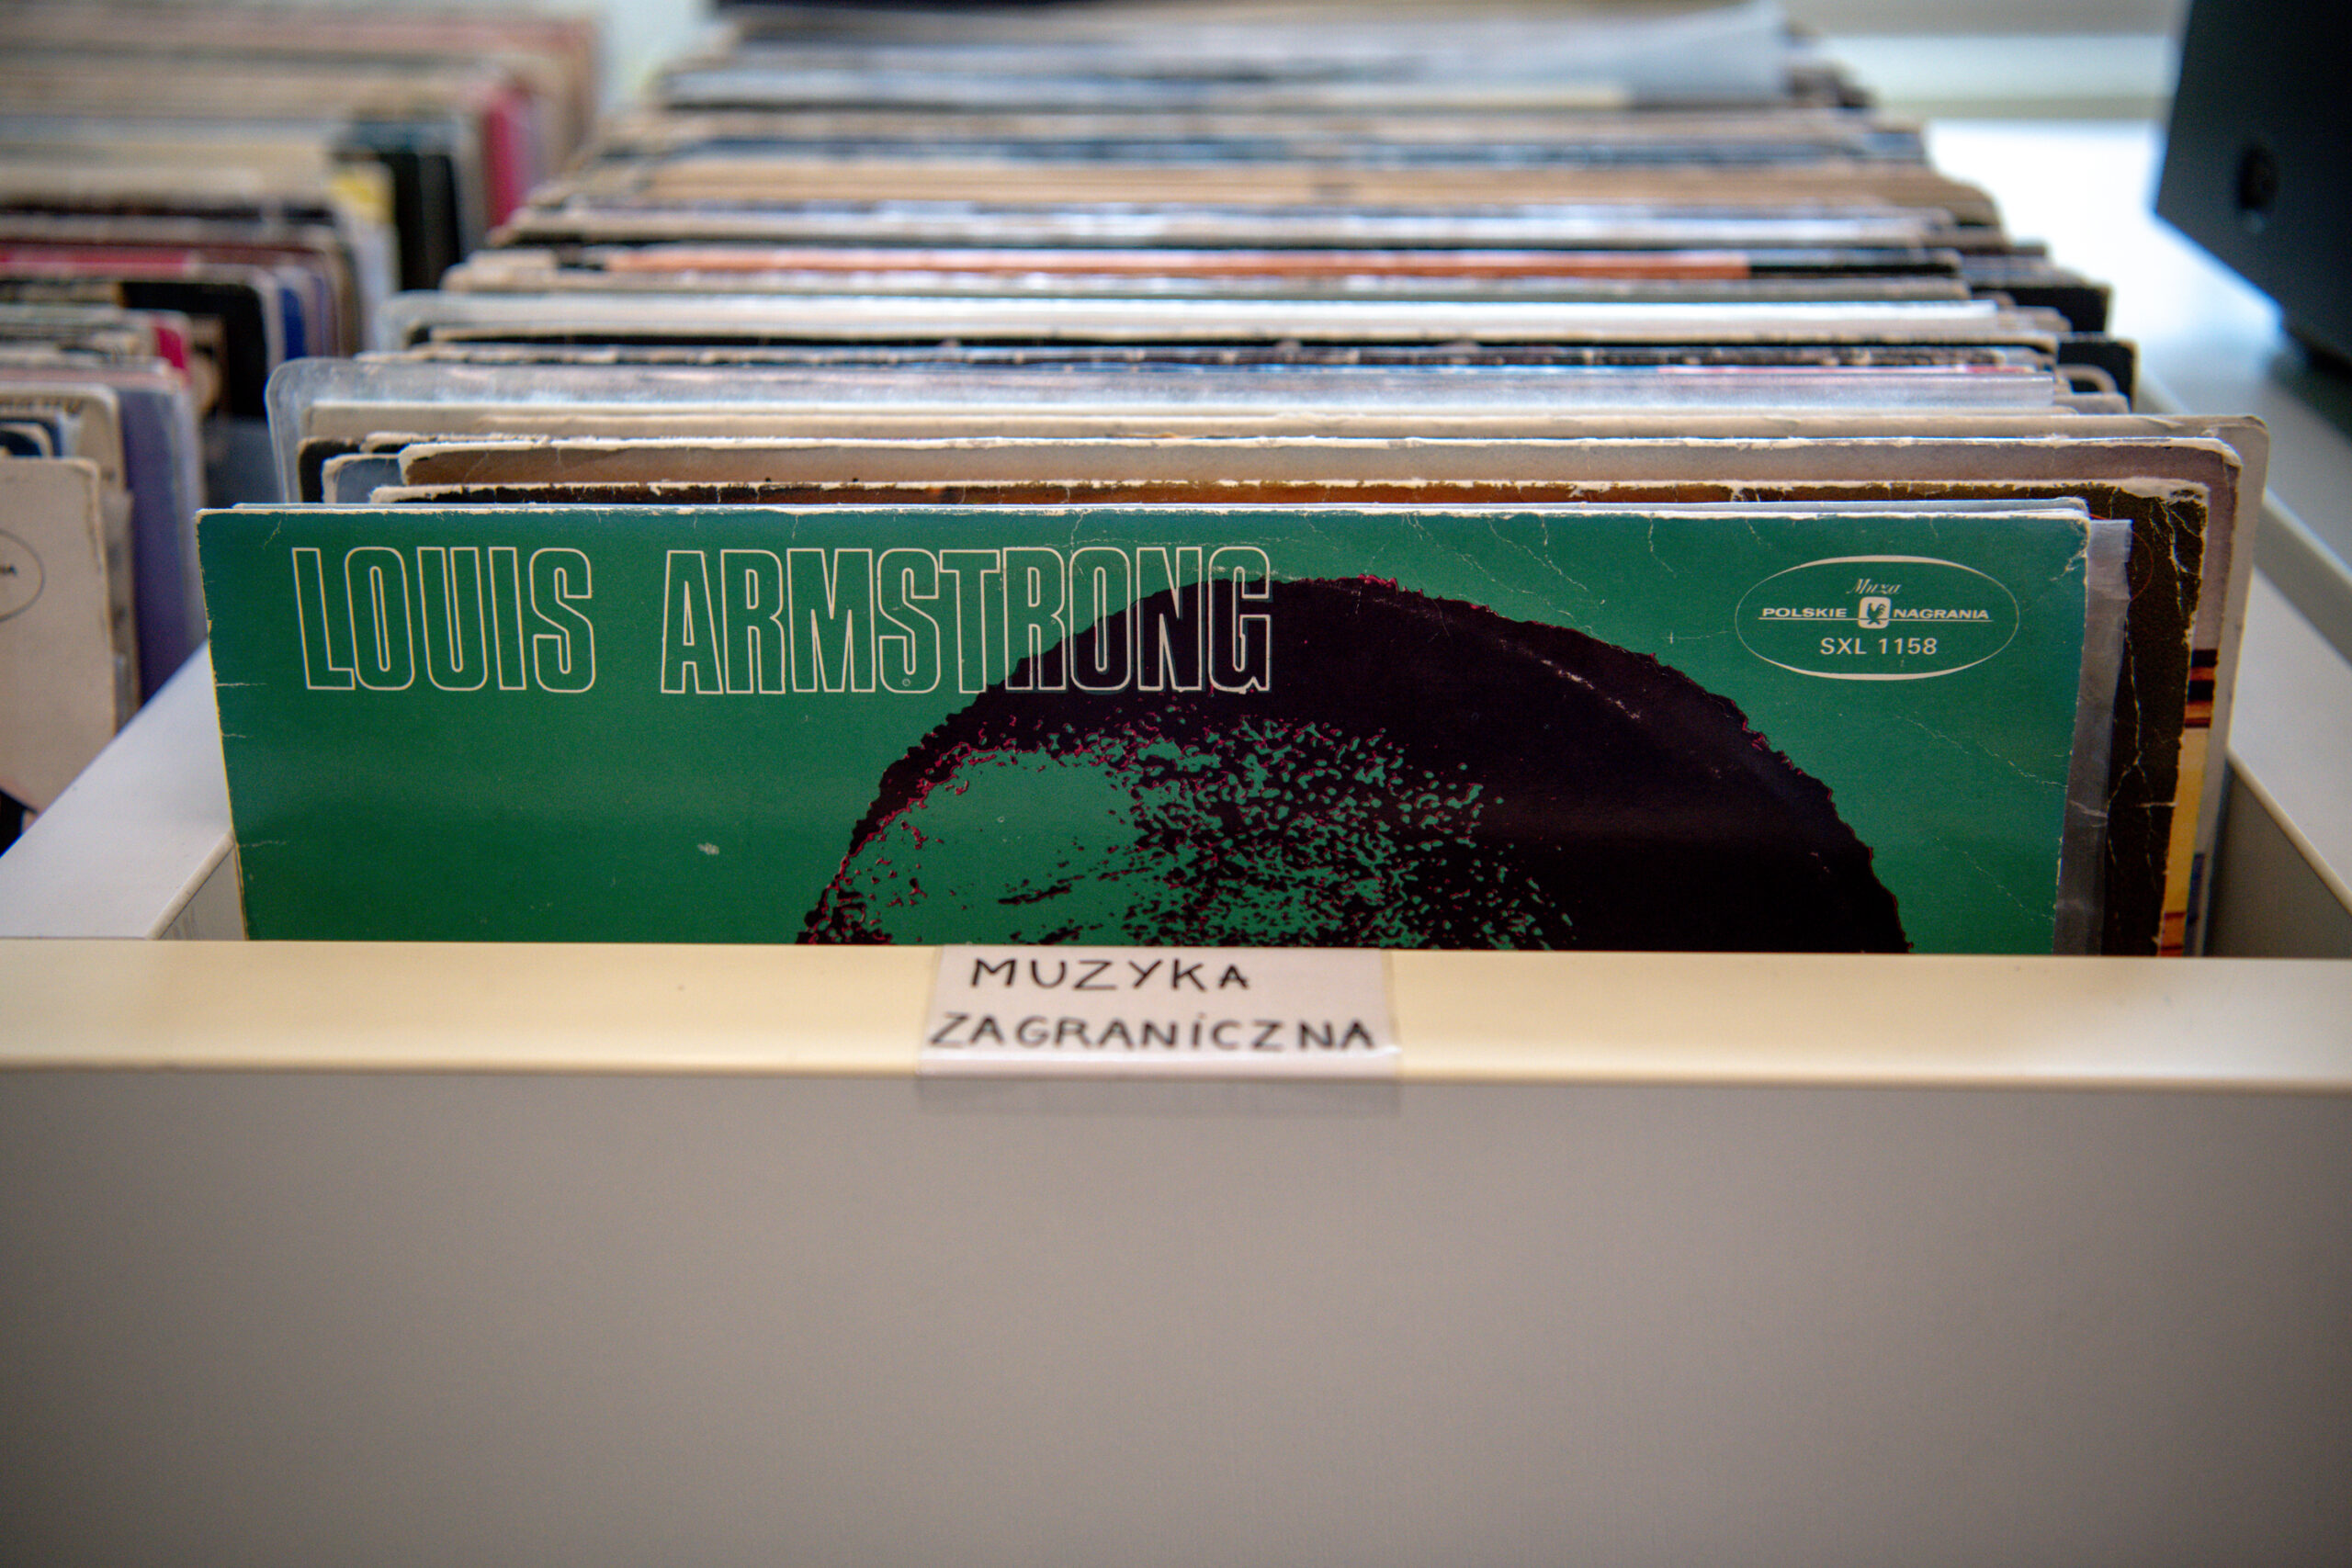 LOUIS ARMSTRONG
Muza
POLSKIE NAGRANIA
SXL 1158
MUZYKA
ZAGRANICZNA